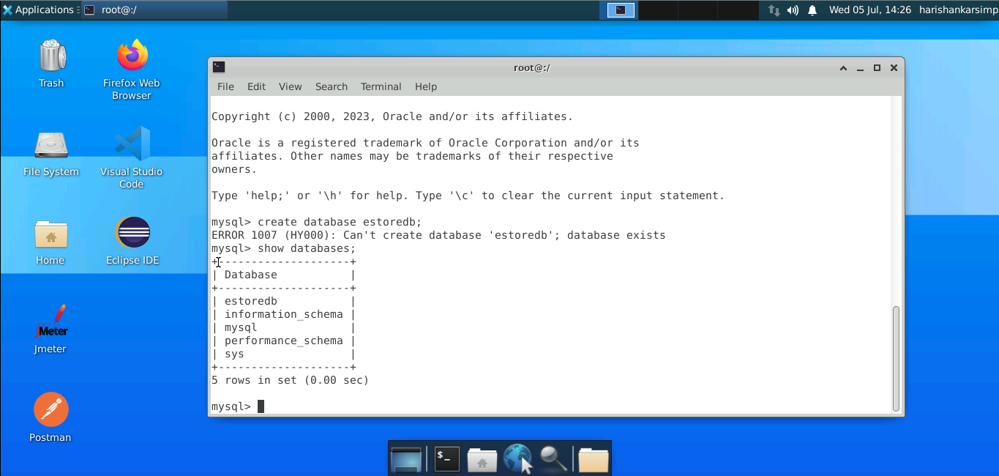 Applications
root@:/
Wed 05 Jul, 14:26
harishankarsimp
Trash
Firefox Web
Browser
File System
Visual Studio
Code
Home
Eclipse IDE
JMeter
Jmeter
Postman
root@:/
File Edit View Search Terminal Help
Copyright (c) 2000, 2023, Oracle and/or its affiliates.
Oracle is a registered trademark of Oracle Corporation and/or its
affiliates. Other names may be trademarks of their respective
owners.
Type 'help;' or '\h' for help. Type '\c' to clear the current input statement.
mysql> create database estoredb;
ERROR 1007 (HY000): Can't create database 'estoredb'; database exists
mysql> show databases;
+--------------------+
| Database           |
+--------------------+
| estoredb           |
| information_schema |
| mysql              |
| performance_schema |
| sys                |
+--------------------+
5 rows in set (0.00 sec)
mysql>
$_